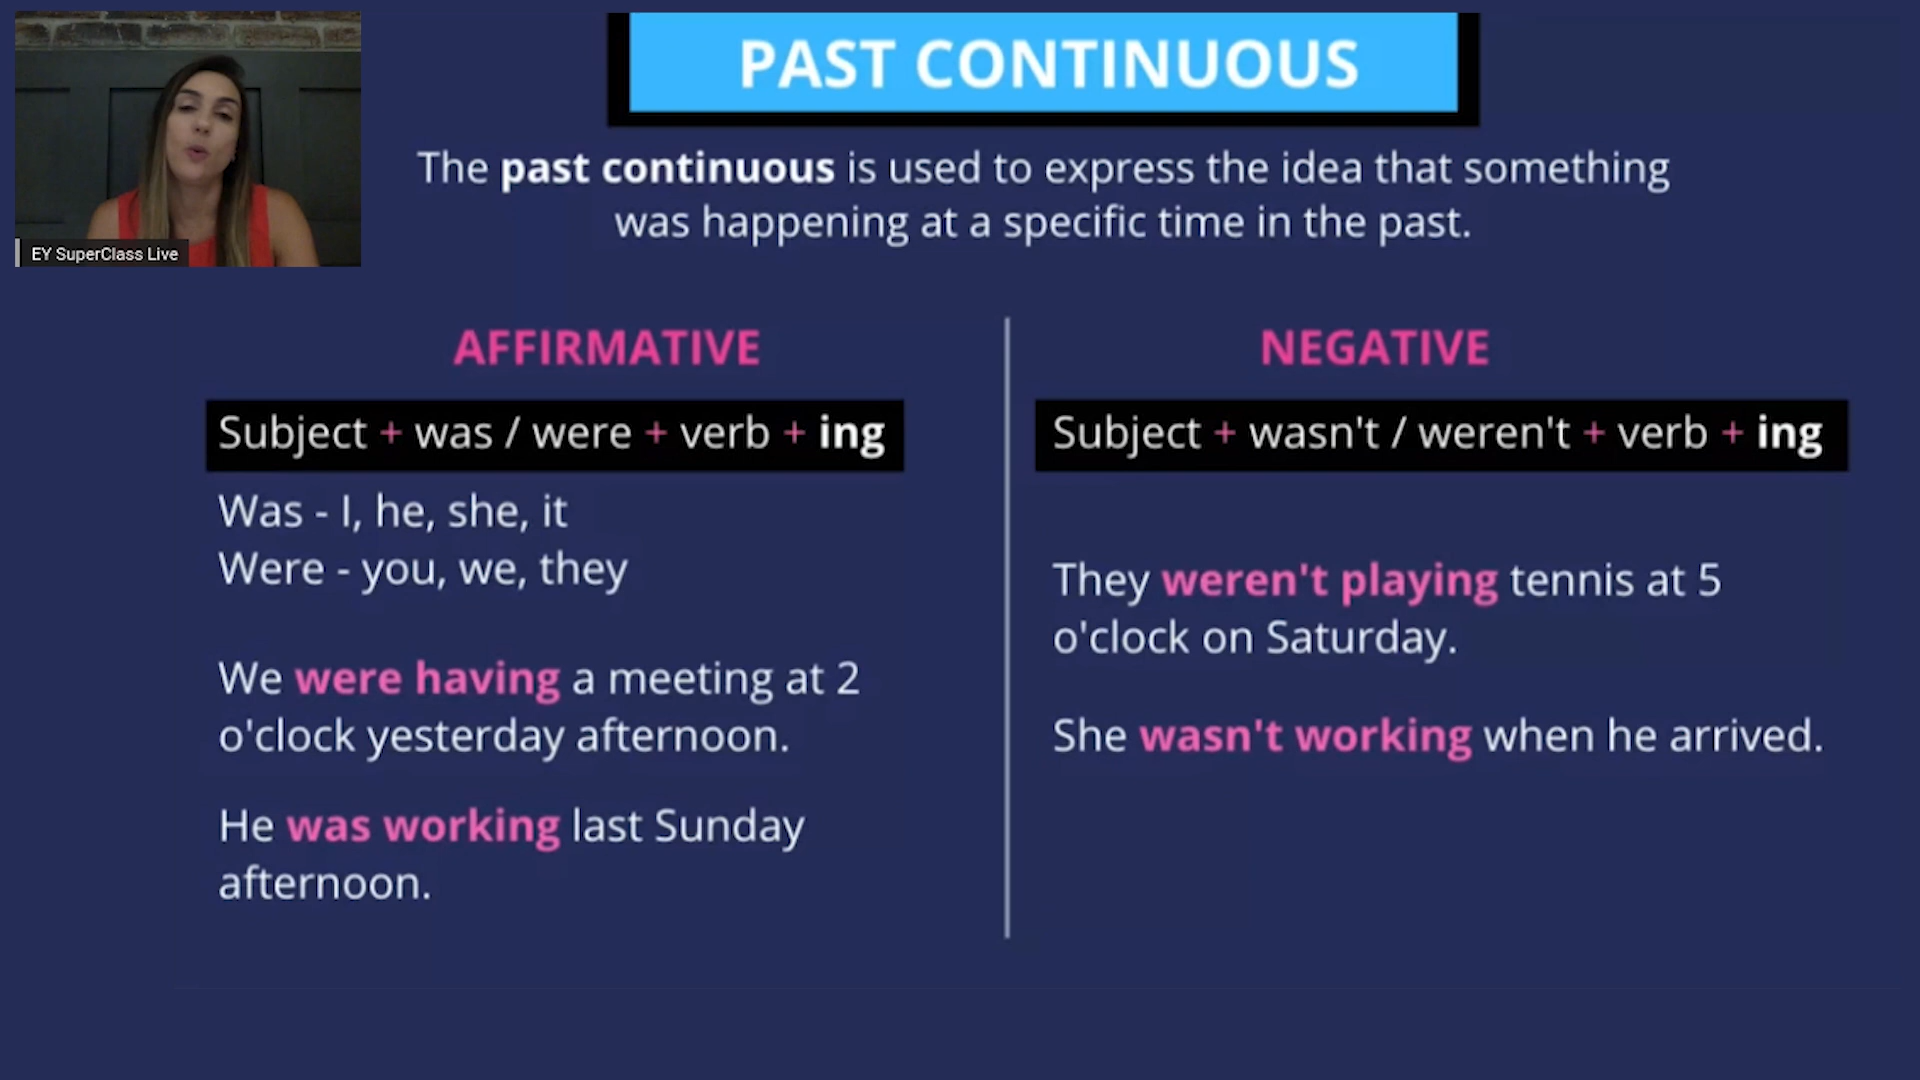 PAST CONTINUOUS
The past continuous is used to express the idea that something
was happening at a specific time in the past.
EY SuperClass Live
AFFIRMATIVE
Subject + was / were + verb + ing
Was - I, he, she, it
Were - you, we, they
We were having a meeting at 2
o'clock yesterday afternoon.
He was working last Sunday
afternoon.
NEGATIVE
Subject + wasn't / weren't + verb + ing
They weren't playing tennis at 5
o'clock on Saturday.
She wasn't working when he arrived.